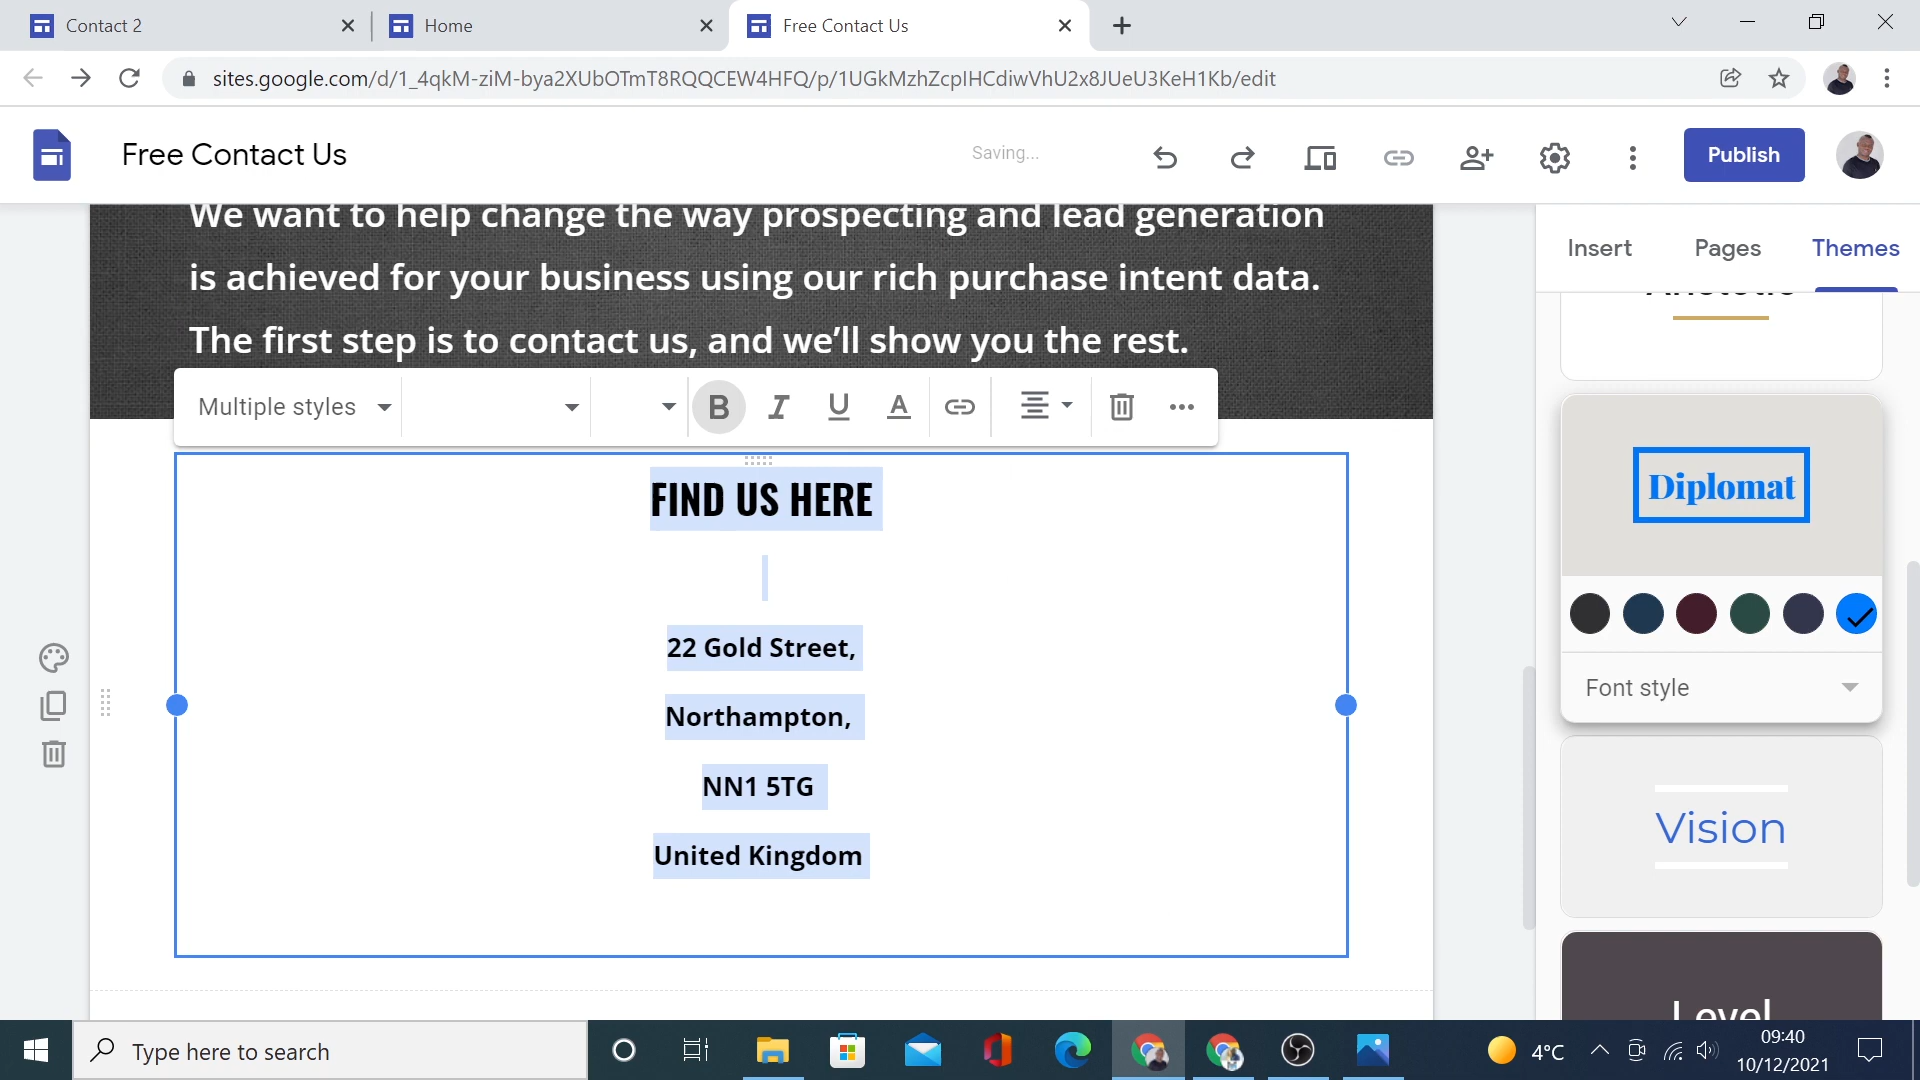 Contact 2
Home
Free Contact Us
sites.google.com/d/1_4qkM-ziM-bya2XUbOTmT8RQQCEW4HFQ/p/1UGkMzhZcpIHCdiwVhU2x8JUeU3KeH1Kb/edit
Free Contact Us
Saving...
Publish
We want to help change the way prospecting and lead generation
is achieved for your business using our rich purchase intent data.
The first step is to contact us, and we’ll show you the rest.
Insert Pages Themes
Multiple styles
B I U A
FIND US HERE
22 Gold Street,
Northampton,
NN1 5TG
United Kingdom
Diplomat
Font style
Vision
Level
Type here to search
4°C
09:40
10/12/2021